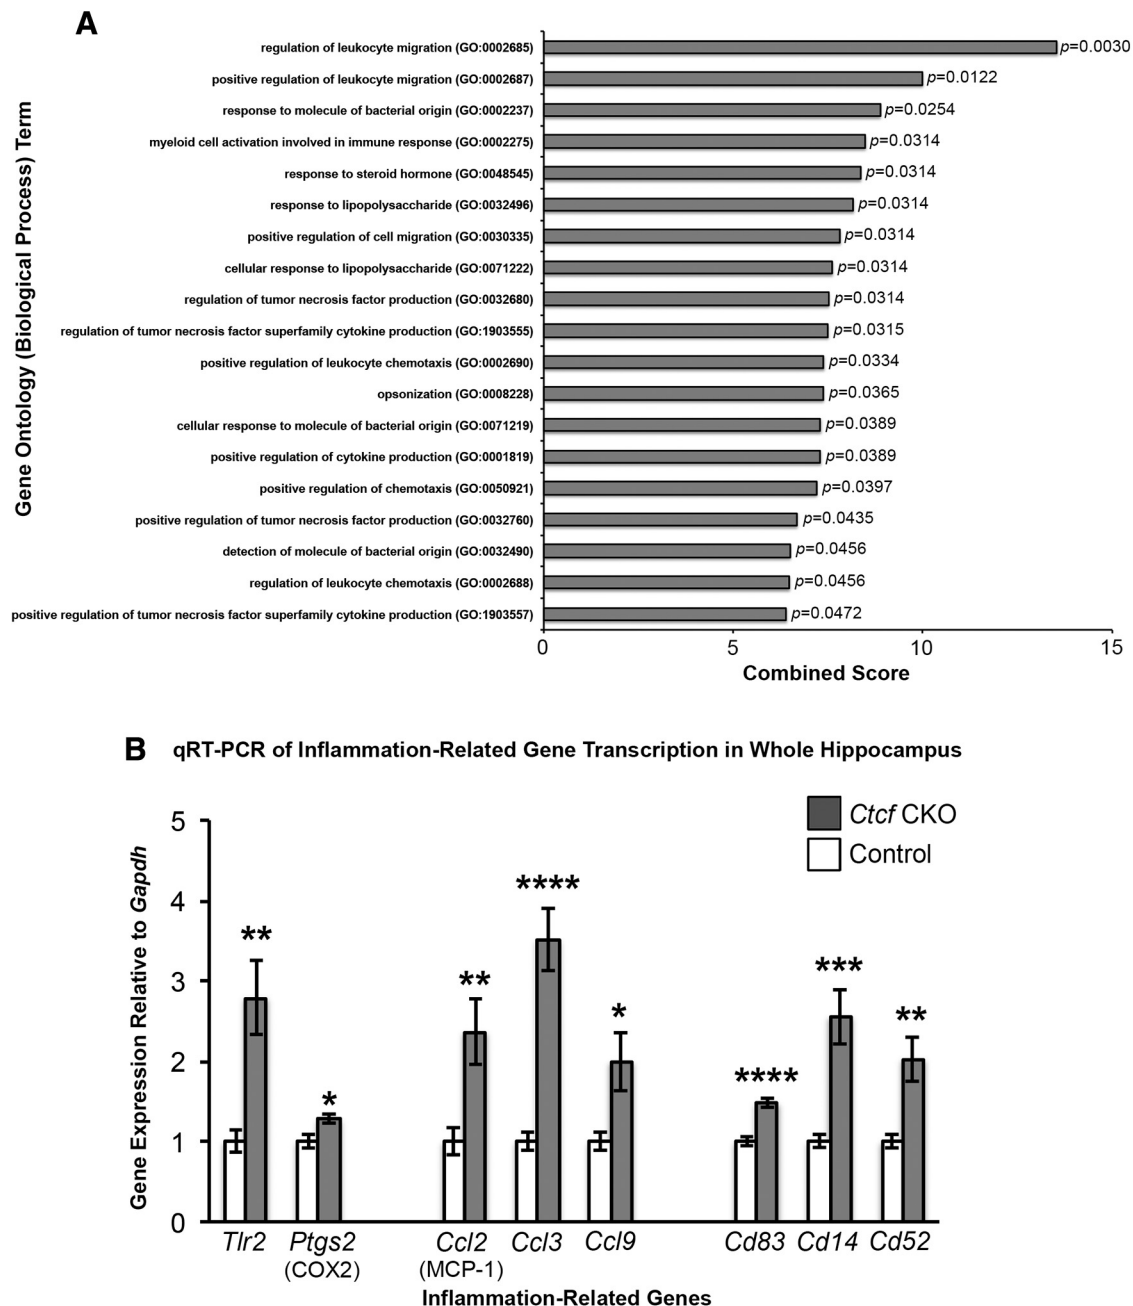 A
Gene Ontology (Biological Process) Term
regulation of leukocyte migration (GO:0002685) p=0.0030
positive regulation of leukocyte migration (GO:0002687) p=0.0122
response to molecule of bacterial origin (GO:0002237) p=0.0254
myeloid cell activation involved in immune response (GO:0002275) p=0.0314
response to steroid hormone (GO:0048545) p=0.0314
response to lipopolysaccharide (GO:0032496) p=0.0314
positive regulation of cell migration (GO:0030335) p=0.0314
cellular response to lipopolysaccharide (GO:0071222) p=0.0314
regulation of tumor necrosis factor production (GO:0032680) p=0.0314
regulation of tumor necrosis factor superfamily cytokine production (GO:1903555) p=0.0315
positive regulation of leukocyte chemotaxis (GO:0002690) p=0.0334
opsonization (GO:0008228) p=0.0365
cellular response to molecule of bacterial origin (GO:0071219) p=0.0389
positive regulation of cytokine production (GO:0001819) p=0.0389
positive regulation of chemotaxis (GO:0050921) p=0.0397
positive regulation of tumor necrosis factor production (GO:0032760) p=0.0435
detection of molecule of bacterial origin (GO:0032490) p=0.0456
regulation of leukocyte chemotaxis (GO:0002688) p=0.0456
positive regulation of tumor necrosis factor superfamily cytokine production (GO:1903557) p=0.0472
0 5 10 15
Combined Score
B qRT-PCR of Inflammation-Related Gene Transcription in Whole Hippocampus
Ctcf CKO
Control
Gene Expression Relative to Gapdh
5
4
3
2
1
0
** * ** **** * **** *** **
Tlr2 Ptgs2 Ccl2 Ccl3 Ccl9 Cd83 Cd14 Cd52
(COX2) (MCP-1)
Inflammation-Related Genes